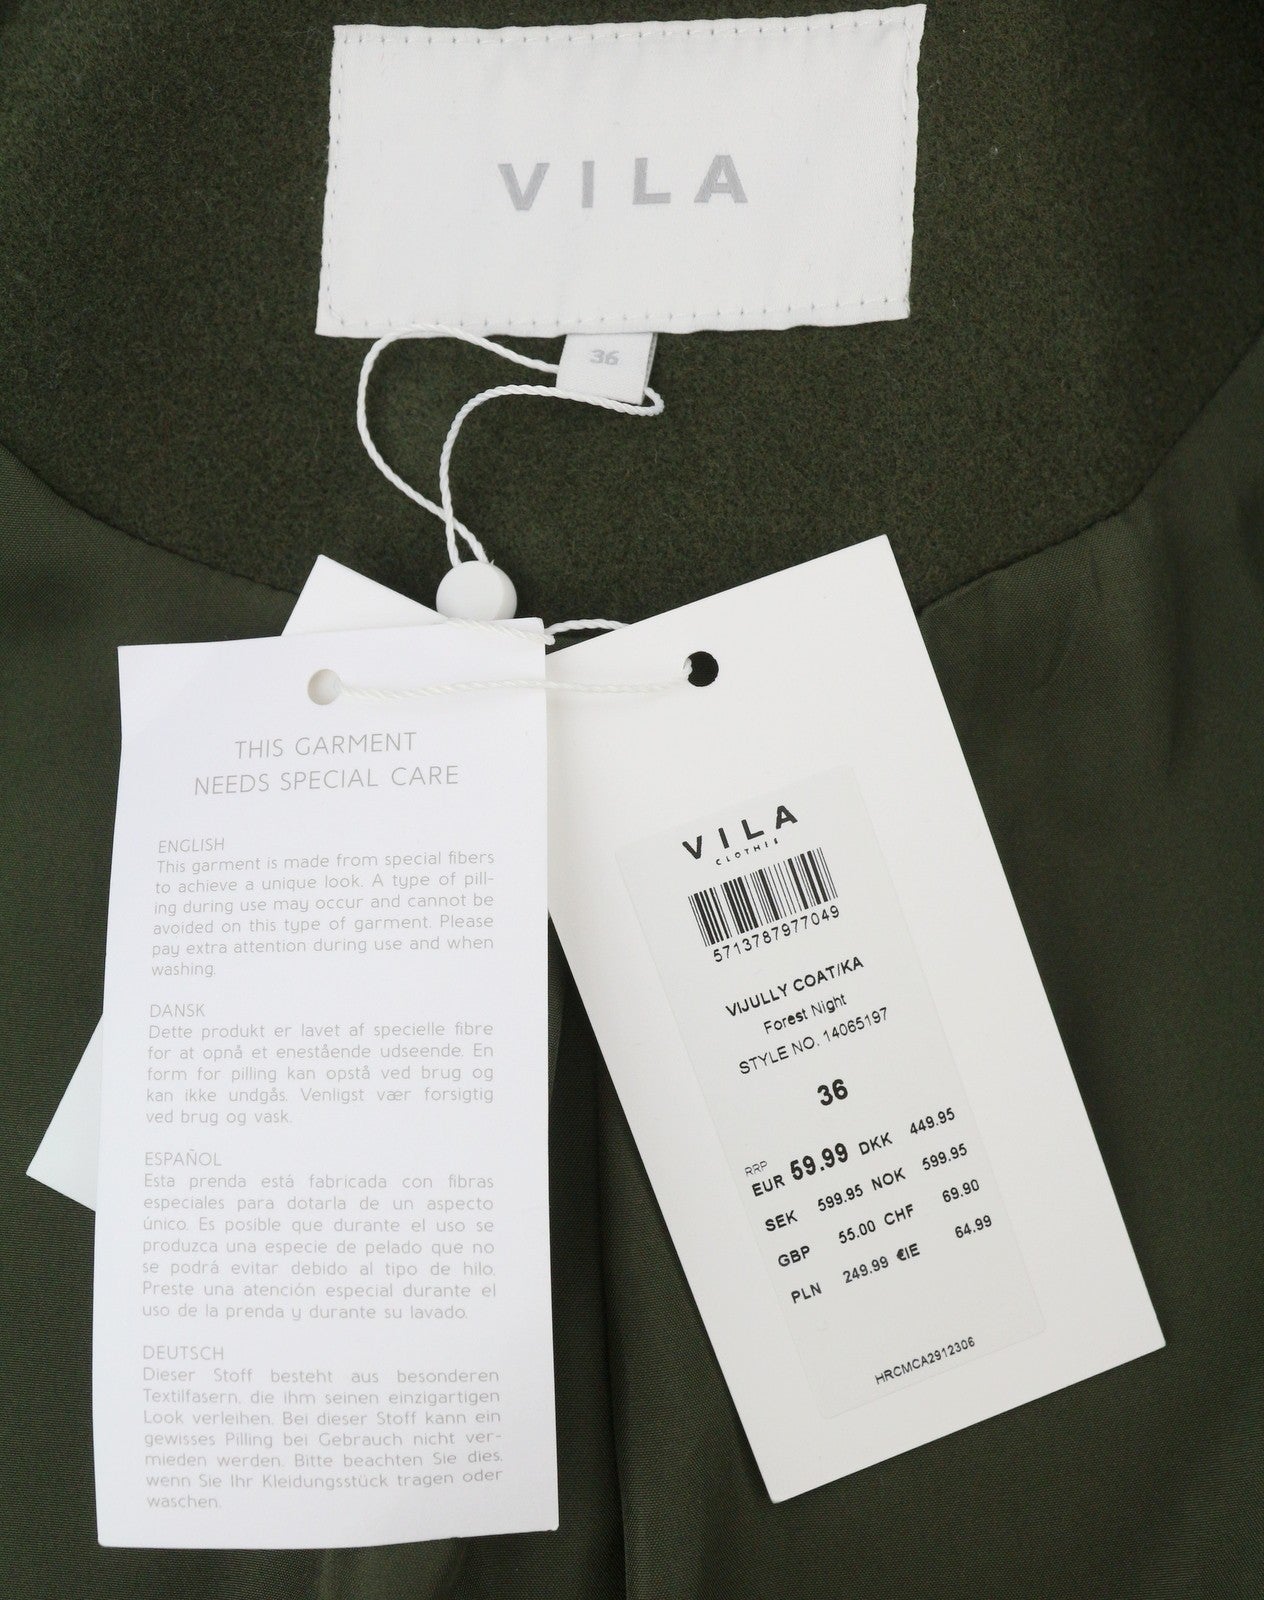 VILA
36
THIS GARMENT
NEEDS SPECIAL CARE
ENGLISH
This garment is made from special fibers
to achieve a unique look. A type of pill-
ing during use may occur and cannot be
avoided on this type of garment. Please
pay extra attention during use and when
washing.
DANSK
Dette produkt er lavet af specielle fibre
for at opnå et enestående udseende. En
form for pilling kan opstå ved brug og
kan ikke undgås. Venligst vær forsigtig
ved brug og vask.
ESPAÑOL
Esta prenda está fabricada con fibras
especiales para dotarla de un aspecto
único. Es posible que durante el uso se
produzca una especie de pelado que no
se podrá evitar debido al tipo de hilo.
Preste una atención especial durante el
uso de la prenda y durante su lavado.
DEUTSCH
Dieser Stoff besteht aus besonderen
Textilfasern, die ihm seinen einzigartigen
Look verleihen. Bei dieser Stoff kann ein
gewisses Pilling bei Gebrauch nicht ver-
mieden werden. Bitte beachten Sie dies,
wenn Sie Ihr Kleidungsstück tragen oder
waschen.
VILA
CLOTHES
5713787977049
VIJULLY COAT/KA
Forest Night
STYLE NO. 14065197
36
RRP
EUR 59.99 DKK 449.95
SEK 599.95 NOK 599.95
GBP 55.00 CHF 69.90
PLN 249.99 €IE 64.99
HRCMCA2912306